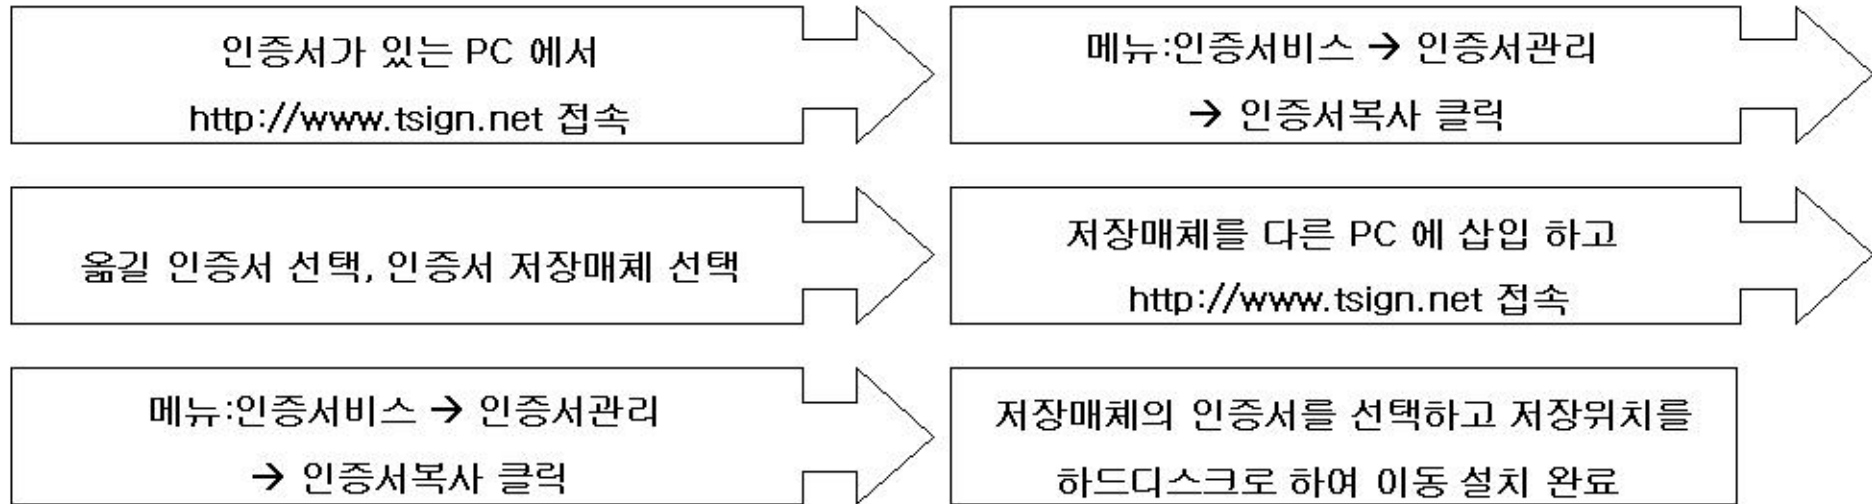 인증서가 있는 PC 에서
http://www.tsign.net 접속
메뉴:인증서비스 → 인증서관리
→ 인증서복사 클릭
옮길 인증서 선택, 인증서 저장매체 선택
저장매체를 다른 PC 에 삽입 하고
http://www.tsign.net 접속
메뉴:인증서비스 → 인증서관리
→ 인증서복사 클릭
저장매체의 인증서를 선택하고 저장위치를
하드디스크로 하여 이동 설치 완료